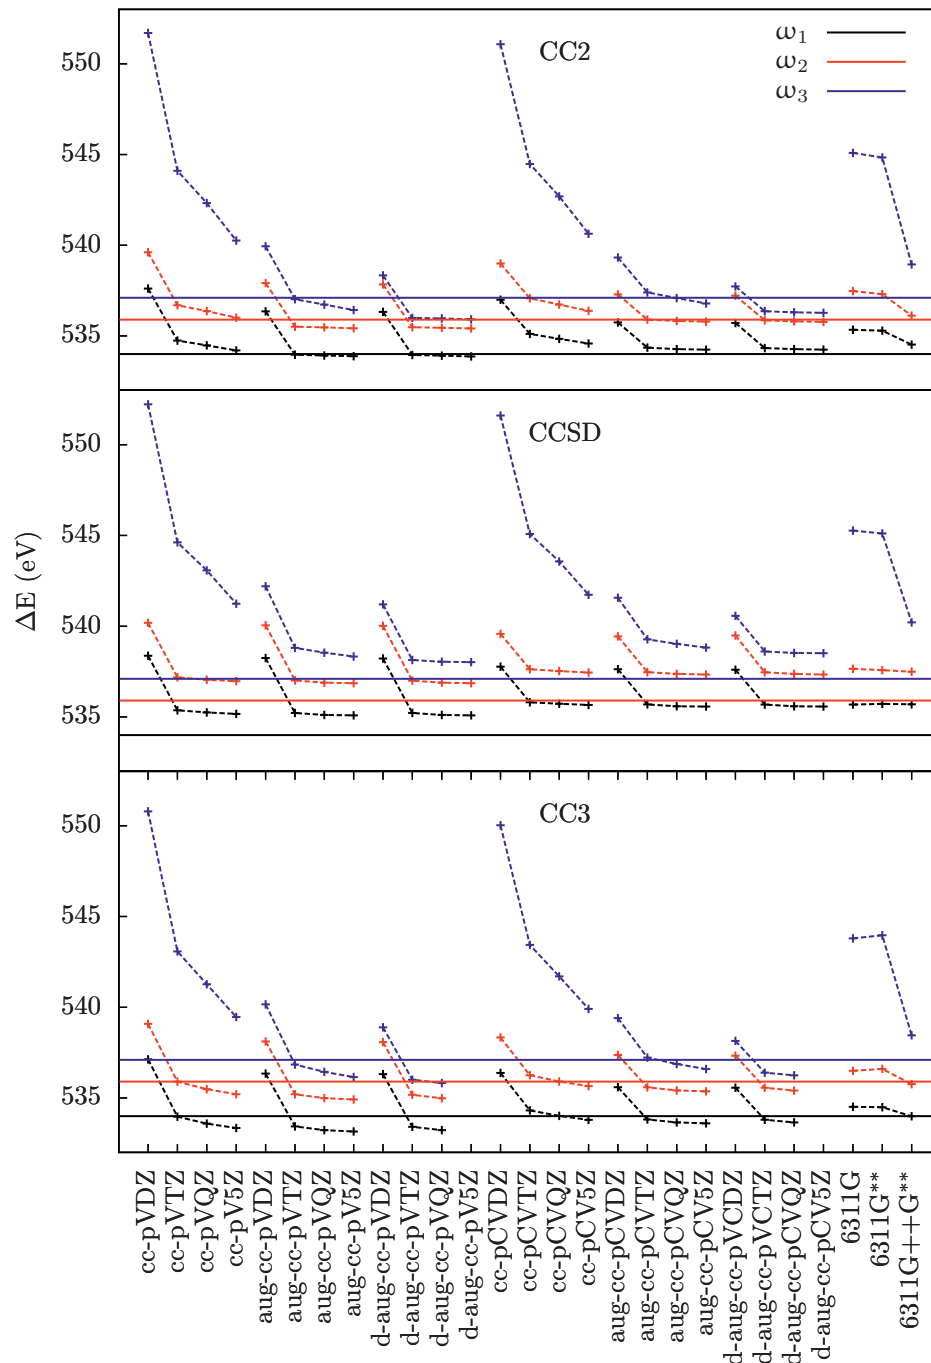 CC2
ω₁
ω₂
ω₃
550
545
540
535
CCSD
550
545
540
535
ΔE (eV)
CC3
550
545
540
535
cc-pVDZ
cc-pVTZ
cc-pVQZ
cc-pV5Z
aug-cc-pVDZ
aug-cc-pVTZ
aug-cc-pVQZ
aug-cc-pV5Z
d-aug-cc-pVDZ
d-aug-cc-pVTZ
d-aug-cc-pVQZ
d-aug-cc-pV5Z
cc-pCVDZ
cc-pCVTZ
cc-pCVQZ
cc-pCV5Z
aug-cc-pCVDZ
aug-cc-pCVTZ
aug-cc-pCVQZ
aug-cc-pCV5Z
d-aug-cc-pVCDZ
d-aug-cc-pVCTZ
d-aug-cc-pCVQZ
d-aug-cc-pCV5Z
6311G
6311G**
6311G++G**